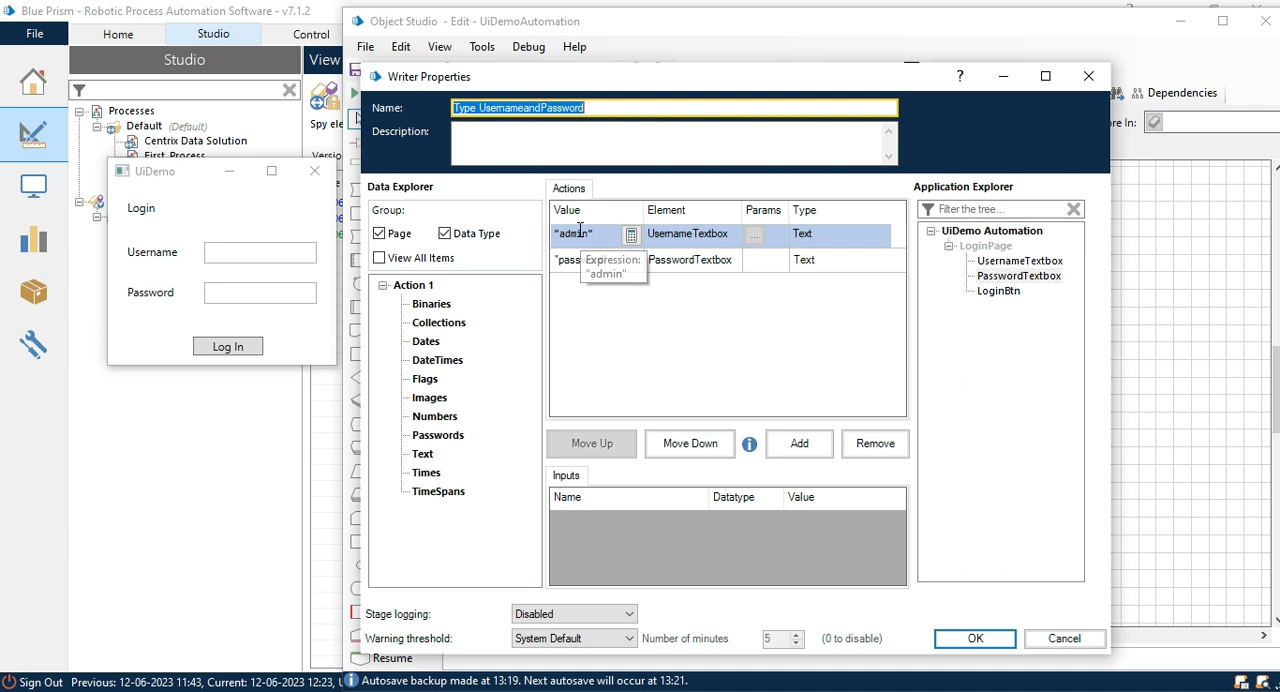 Blue Prism - Robotic Process Automation Software - v7.1.2
File
Home
Studio
Control
Studio
View
Processes
Default (Default)
Centrix Data Solution
First Process
Spy ele
Versio
UiDemo
Login
Username
Password
Log In
Object Studio - Edit - UiDemoAutomation
File Edit View Tools Debug Help
Dependencies
re In:
Writer Properties
?
Name: Type UsernameandPassword
Description:
Data Explorer
Group:
Page
Data Type
View All Items
Action 1
Binaries
Collections
Dates
DateTimes
Flags
Images
Numbers
Passwords
Text
Times
TimeSpans
Actions
Value Element Params Type
"admin" UsernameTextbox ... Text
"pass PasswordTextbox Text
Expression:
"admin"
Move Up
Move Down
Add
Remove
Inputs
Name Datatype Value
Application Explorer
Filter the tree...
UiDemo Automation
LoginPage
UsernameTextbox
PasswordTextbox
LoginBtn
Stage logging: Disabled
Warning threshold: System Default Number of minutes 5 (0 to disable)
OK
Cancel
Resume
Sign Out Previous: 12-06-2023 11:43, Current: 12-06-2023 12:23,
Autosave backup made at 13:19. Next autosave will occur at 13:21.